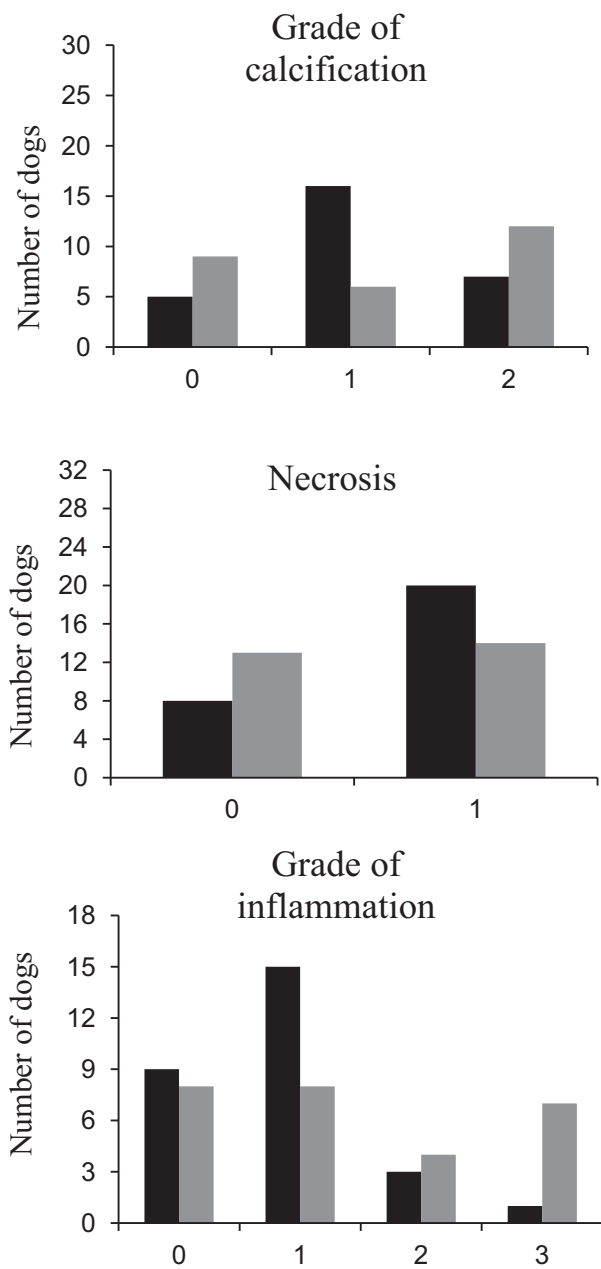 Grade of
calcification
Number of dogs
30
25
20
15
10
5
0
0 1 2
Necrosis
Number of dogs
32
28
24
20
16
12
8
4
0
0 1
Grade of
inflammation
Number of dogs
18
15
12
9
6
3
0
0 1 2 3